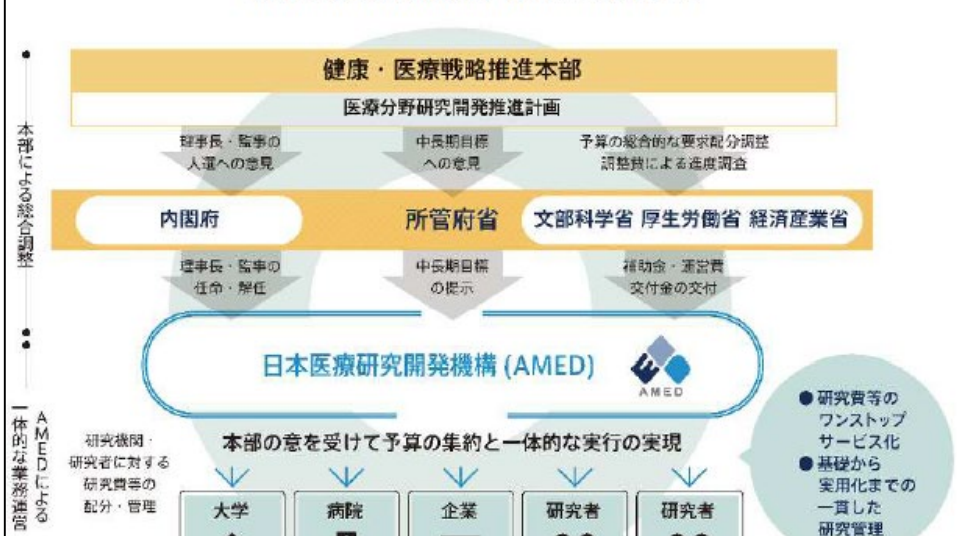 健康・医療戦略推進本部
医療分野研究開発推進計画
理事長・監事の
人選への意見
中長期目標
への意見
予算の総合的な要求配分調整
調整費による進度調査
本部による総合調整
内閣府
所管府省
文部科学省 厚生労働省 経済産業省
理事長・監事の
任命・解任
中長期目標
の提示
補助金・運営費
交付金の交付
日本医療研究開発機構 (AMED)
AMED
AMEDによる
一体的な業務運営
研究機関・
研究者に対する
研究費等の
配分・管理
本部の意を受けて予算の集約と一体的な実行の実現
大学
病院
企業
研究者
研究者
●研究費等の
ワンストップ
サービス化
●基礎から
実用化までの
一貫した
研究管理